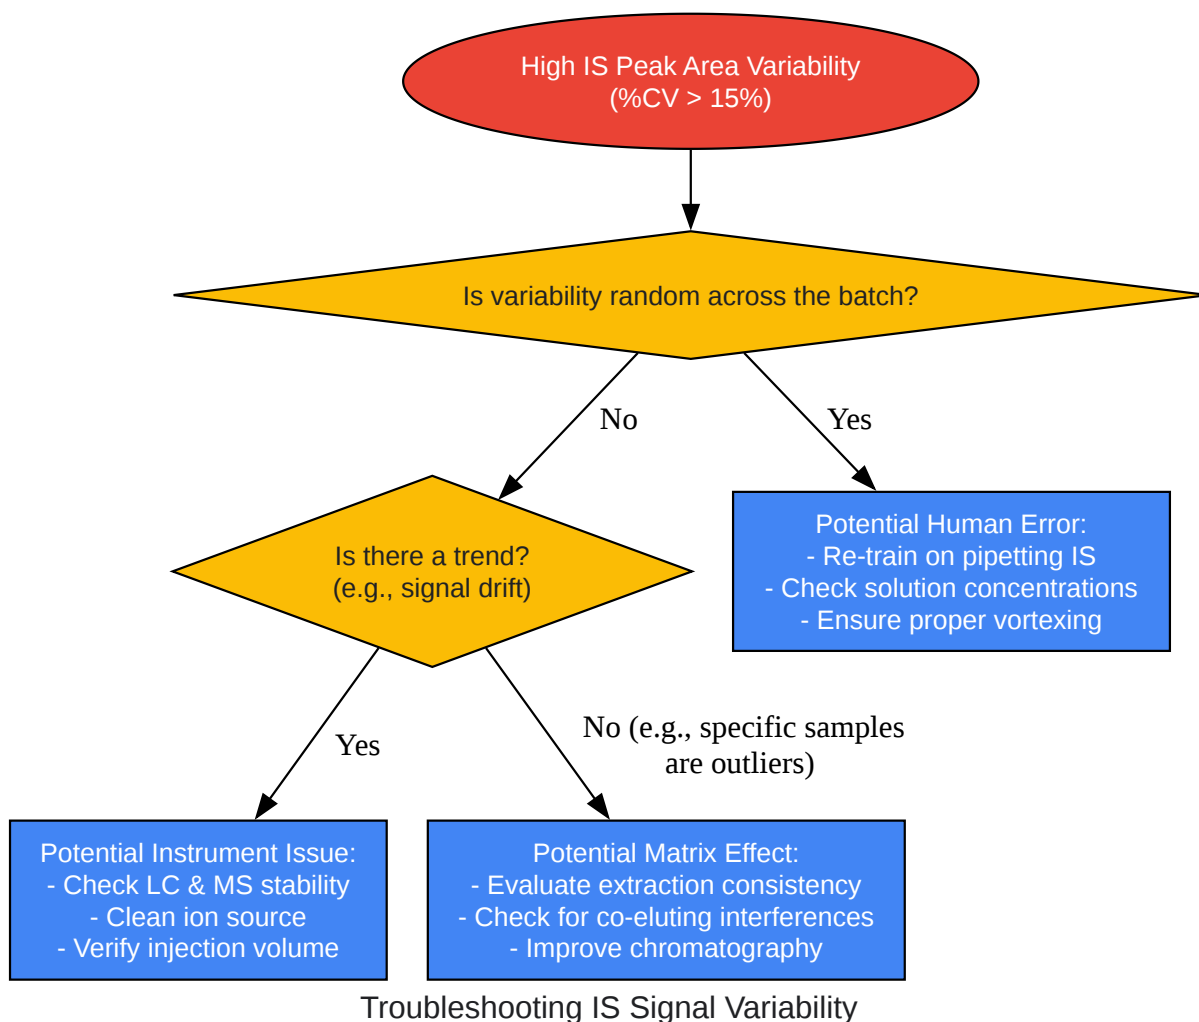 High IS Peak Area Variability
(%CV > 15%)
Is variability random across the batch?
No
Yes
Is there a trend?
(e.g., signal drift)
Potential Human Error:
- Re-train on pipetting IS
- Check solution concentrations
- Ensure proper vortexing
Yes
No (e.g., specific samples
are outliers)
Potential Instrument Issue:
- Check LC & MS stability
- Clean ion source
- Verify injection volume
Potential Matrix Effect:
- Evaluate extraction consistency
- Check for co-eluting interferences
- Improve chromatography
Troubleshooting IS Signal Variability